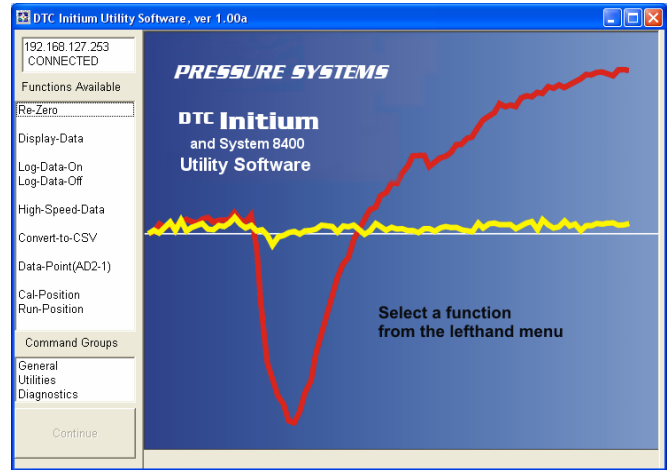 DTC Initium Utility Software, ver 1.00a
192.168.127.253
CONNECTED
Functions Available
Re-Zero
Display-Data
Log-Data-On
Log-Data-Off
High-Speed-Data
Convert-to-CSV
Data-Point(AD2-1)
Cal-Position
Run-Position
Command Groups
General
Utilities
Diagnostics
Continue
PRESSURE SYSTEMS
DTC Initium
and System 8400
Utility Software
Select a function
from the lefthand menu